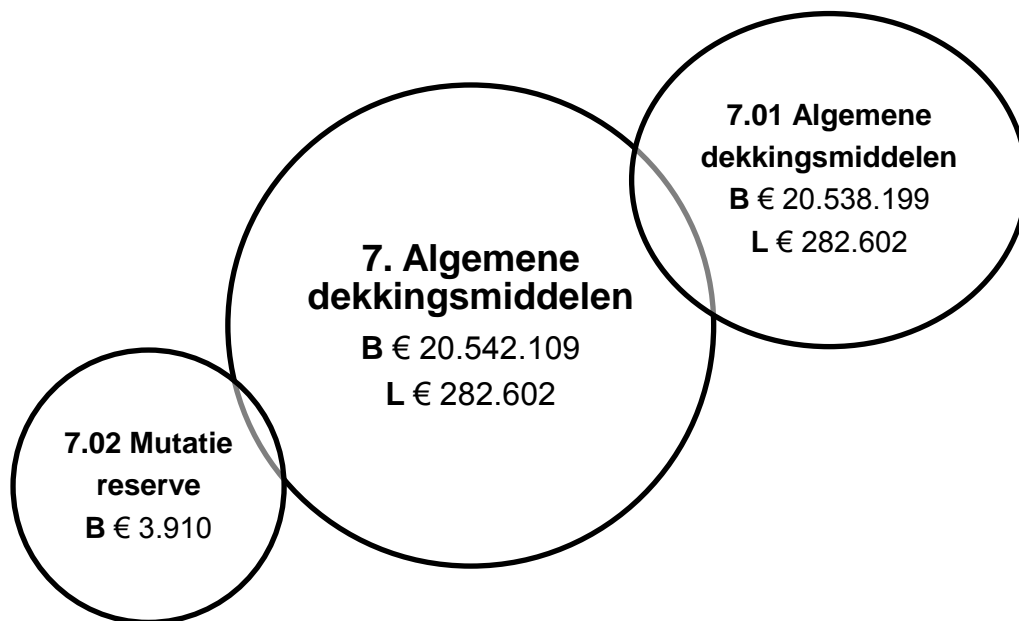 7.01 Algemene
dekkingsmiddelen
B € 20.538.199
L € 282.602
7. Algemene
dekkingsmiddelen
B € 20.542.109
L € 282.602
7.02 Mutatie
reserve
B € 3.910